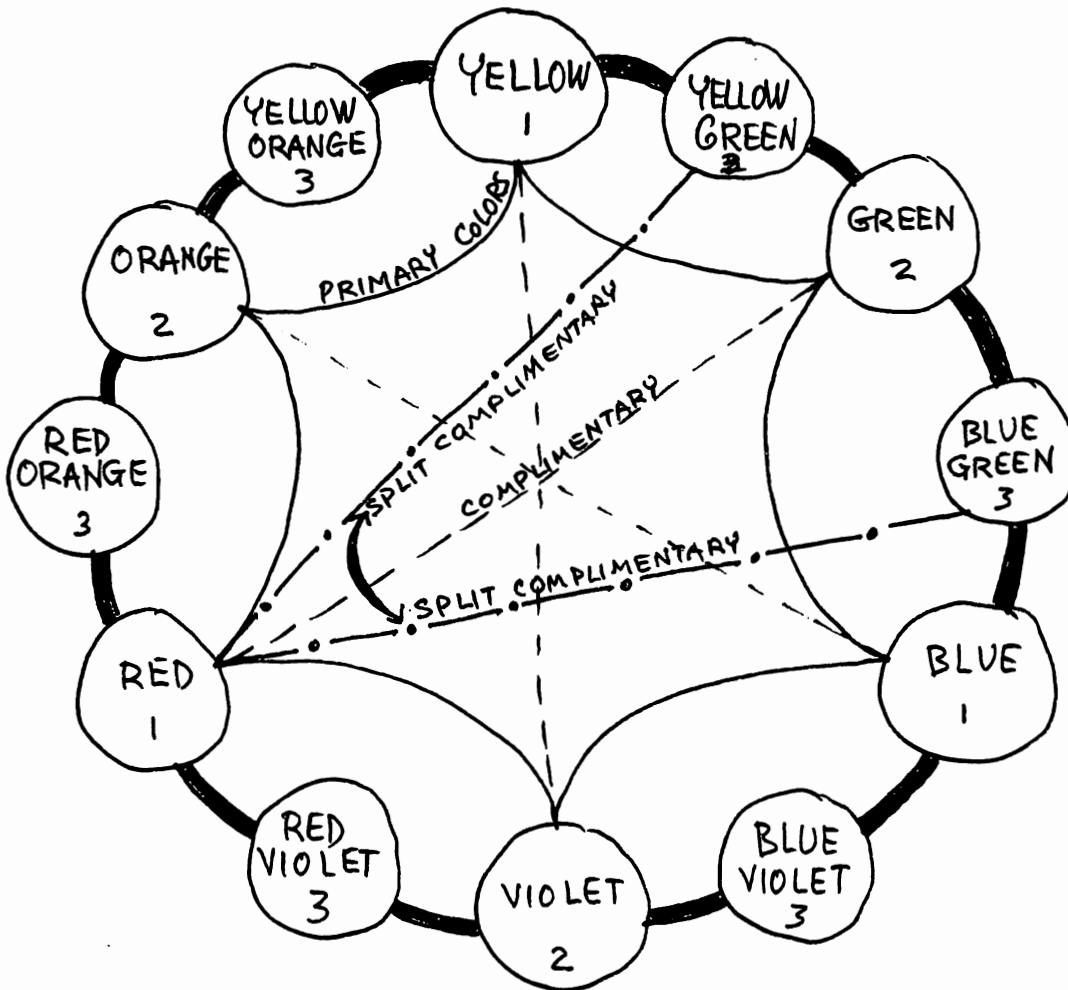 YELLOW
1
YELLOW
GREEN
3
GREEN
2
BLUE
GREEN
3
BLUE
1
BLUE
VIOLET
3
VIOLET
2
RED
VIOLET
3
RED
1
RED
ORANGE
3
ORANGE
2
YELLOW
ORANGE
3
PRIMARY COLORS
SPLIT COMPLIMENTARY
COMPLIMENTARY
SPLIT COMPLIMENTARY